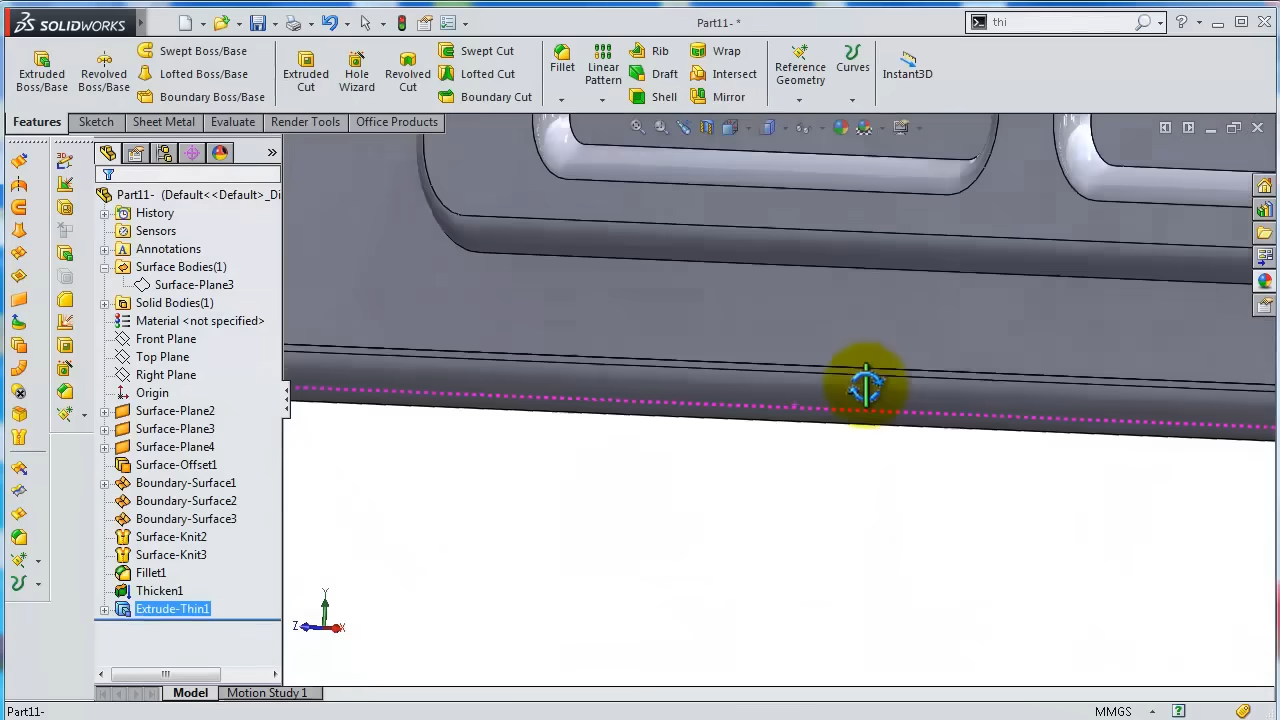 SOLIDWORKS
Part11- *
thi
Extruded Boss/Base
Revolved Boss/Base
Swept Boss/Base
Lofted Boss/Base
Boundary Boss/Base
Extruded Cut
Hole Wizard
Revolved Cut
Swept Cut
Lofted Cut
Boundary Cut
Fillet
Linear Pattern
Rib
Draft
Shell
Wrap
Intersect
Mirror
Reference Geometry
Curves
Instant3D
Features
Sketch
Sheet Metal
Evaluate
Render Tools
Office Products
Part11- (Default<<Default>_Di
History
Sensors
Annotations
Surface Bodies(1)
Surface-Plane3
Solid Bodies(1)
Material <not specified>
Front Plane
Top Plane
Right Plane
Origin
Surface-Plane2
Surface-Plane3
Surface-Plane4
Surface-Offset1
Boundary-Surface1
Boundary-Surface2
Boundary-Surface3
Surface-Knit2
Surface-Knit3
Fillet1
Thicken1
Extrude-Thin1
Y
Z
X
Model
Motion Study 1
Part11-
MMGS